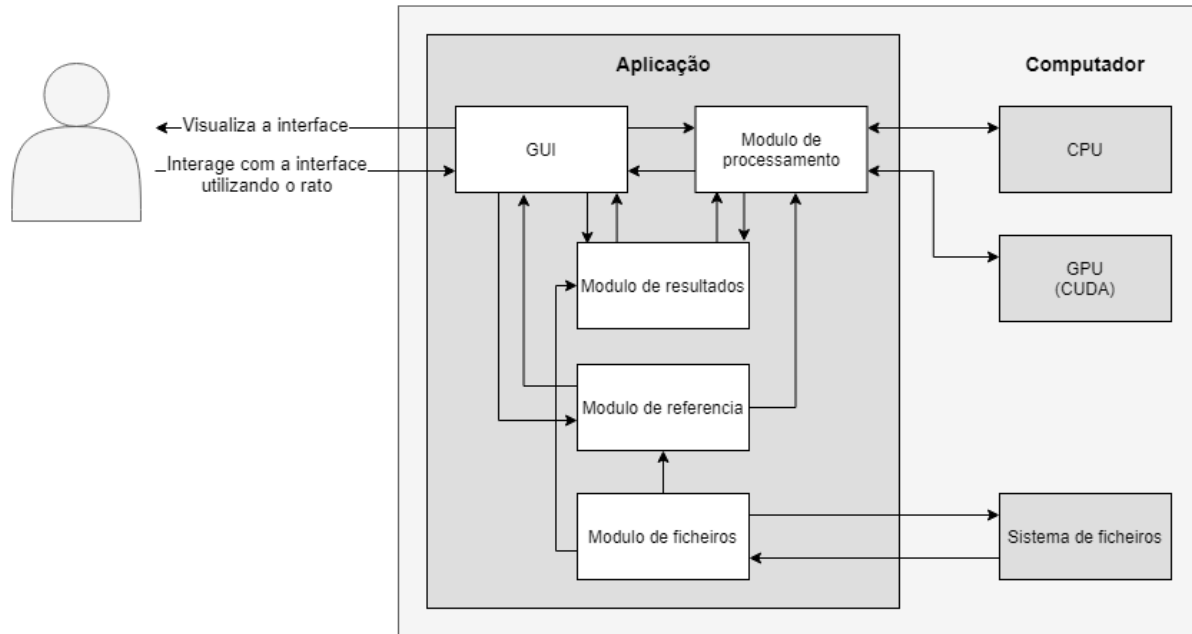 Aplicação
Computador
Visualiza a interface
Interage com a interface
utilizando o rato
GUI
Modulo de
processamento
CPU
GPU
(CUDA)
Modulo de resultados
Modulo de referencia
Modulo de ficheiros
Sistema de ficheiros